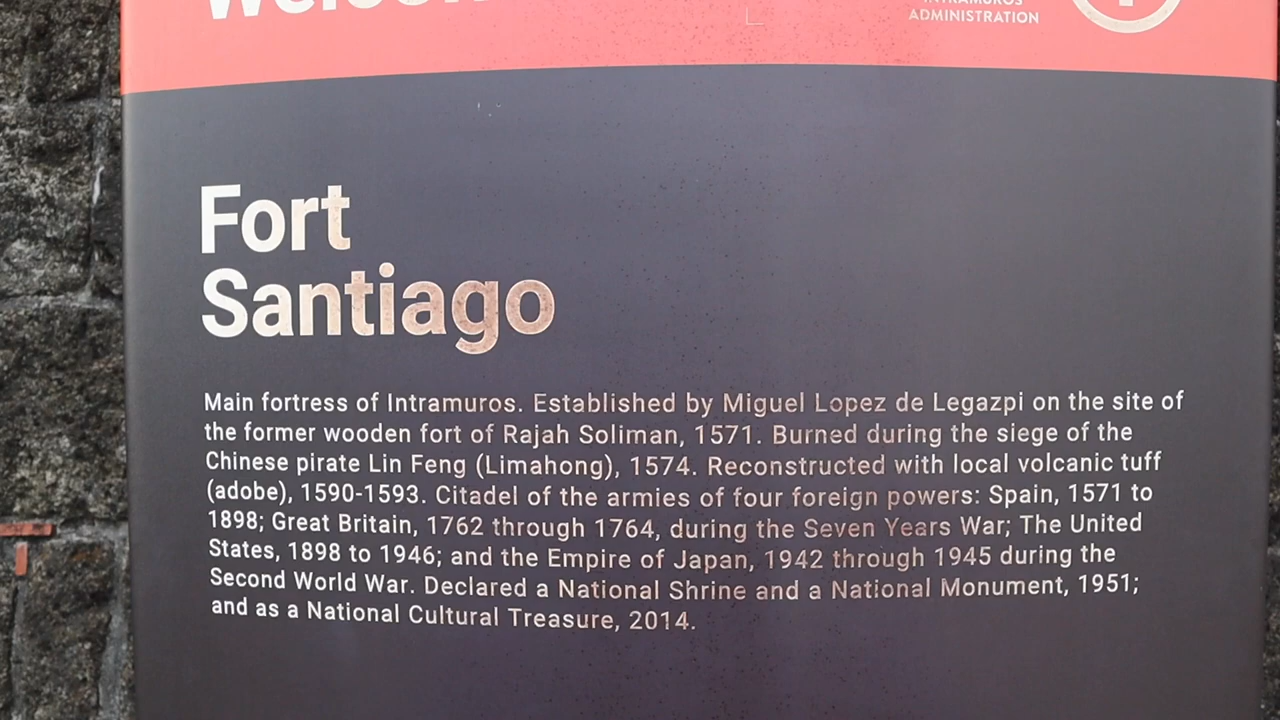 Welcom
INTRAMUROS
ADMINISTRATION
Fort
Santiago
Main fortress of Intramuros. Established by Miguel Lopez de Legazpi on the site of
the former wooden fort of Rajah Soliman, 1571. Burned during the siege of the
Chinese pirate Lin Feng (Limahong), 1574. Reconstructed with local volcanic tuff
(adobe), 1590-1593. Citadel of the armies of four foreign powers: Spain, 1571 to
1898; Great Britain, 1762 through 1764, during the Seven Years War; The United
States, 1898 to 1946; and the Empire of Japan, 1942 through 1945 during the
Second World War. Declared a National Shrine and a National Monument, 1951;
and as a National Cultural Treasure, 2014.